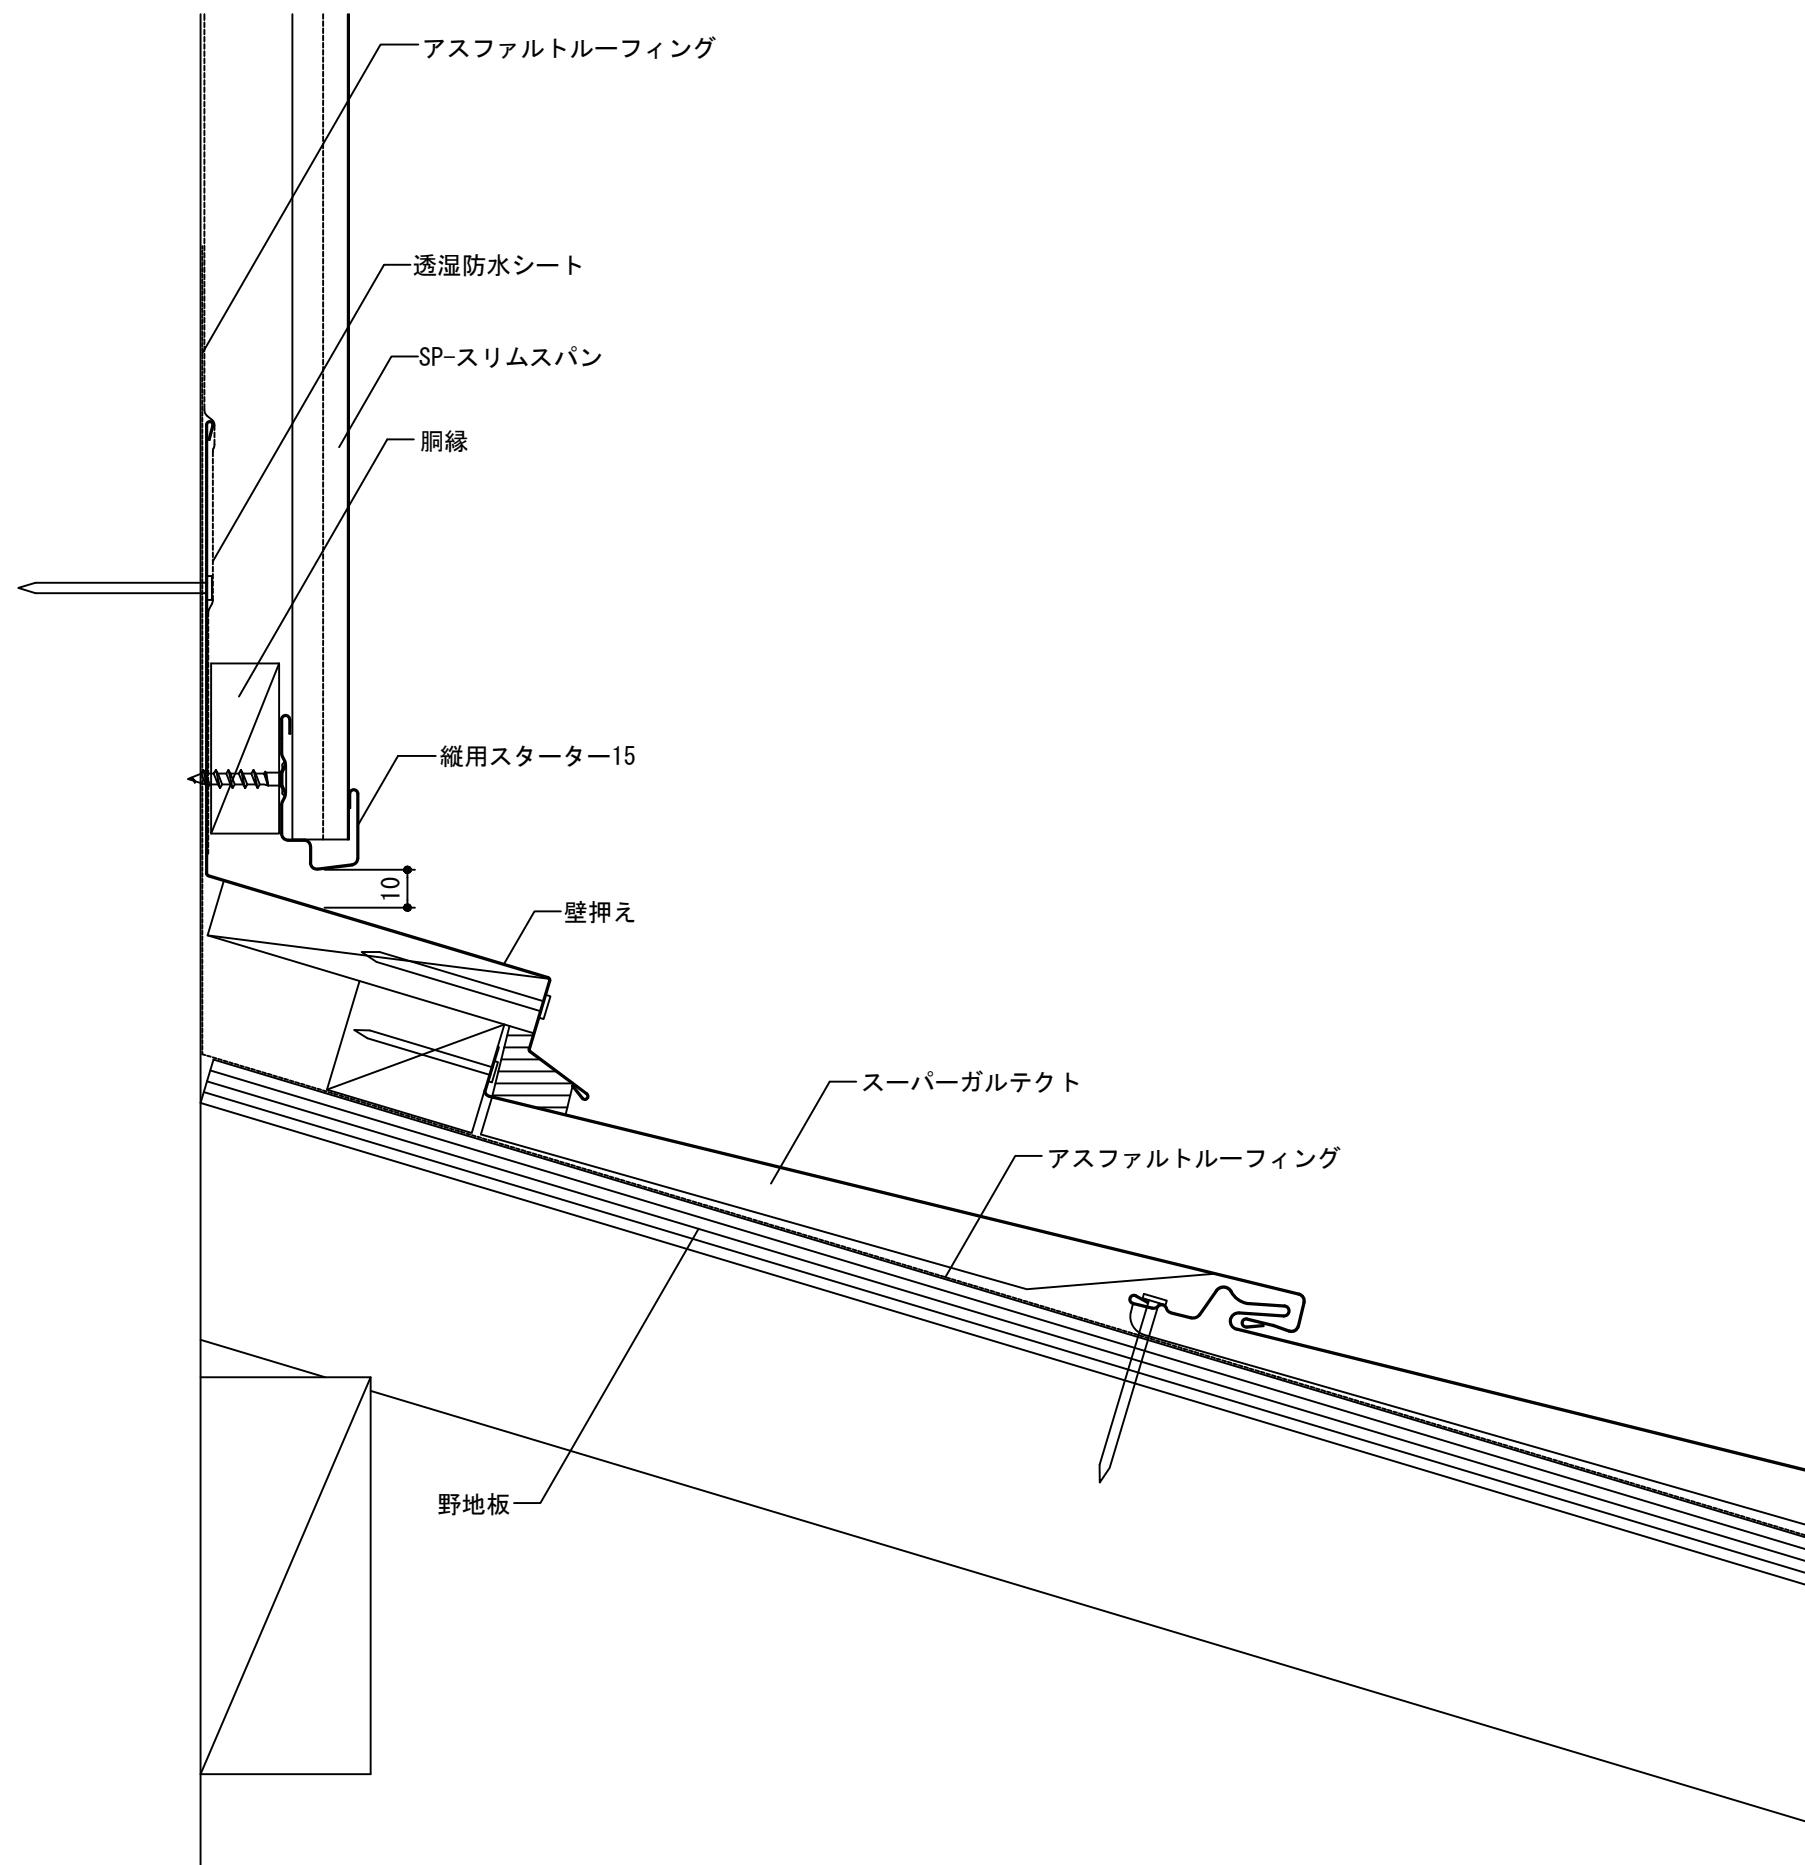 アスファルトルーフィング
透湿防水シート
SP-スリムスパン
胴縁
縦用スターター15
10
壁押え
スーパーガルテクト
アスファルトルーフィング
野地板